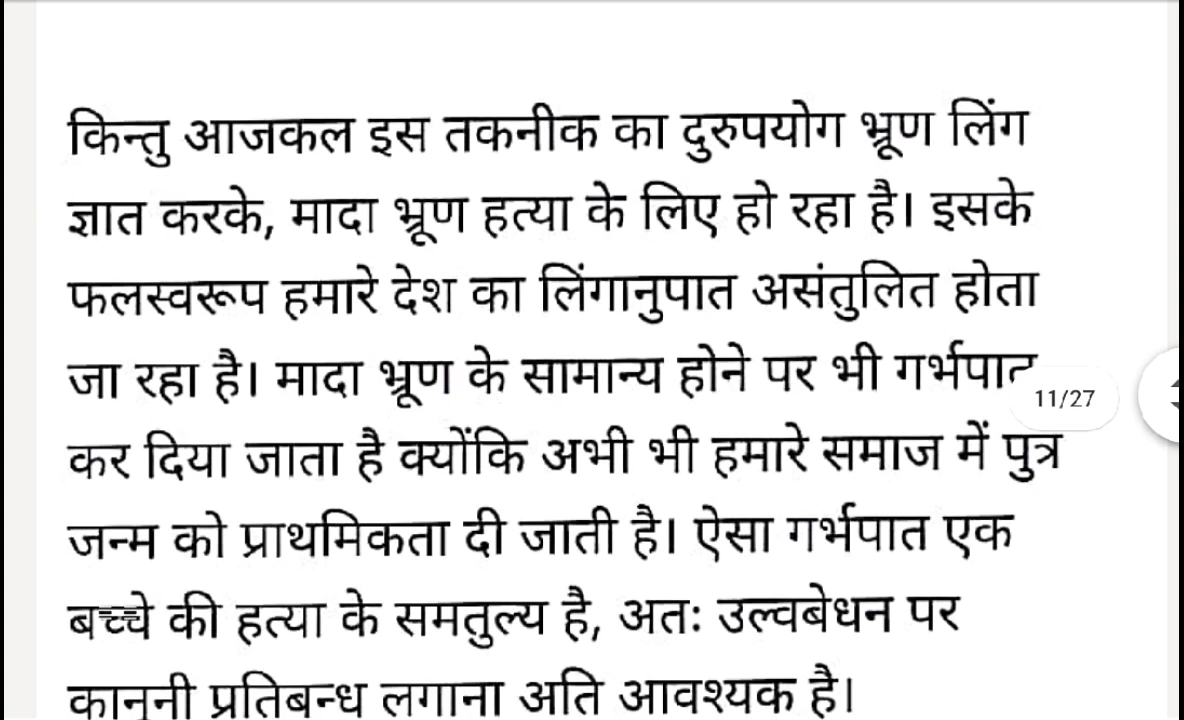 किन्तु आजकल इस तकनीक का दुरुपयोग भ्रूण लिंग
ज्ञात करके, मादा भ्रूण हत्या के लिए हो रहा है। इसके
फलस्वरूप हमारे देश का लिंगानुपात असंतुलित होता
जा रहा है। मादा भ्रूण के सामान्य होने पर भी गर्भपात
11/27
कर दिया जाता है क्योंकि अभी भी हमारे समाज में पुत्र
जन्म को प्राथमिकता दी जाती है। ऐसा गर्भपात एक
बच्चे की हत्या के समतुल्य है, अतः उल्वबेधन पर
कानूनी प्रतिबन्ध लगाना अति आवश्यक है।